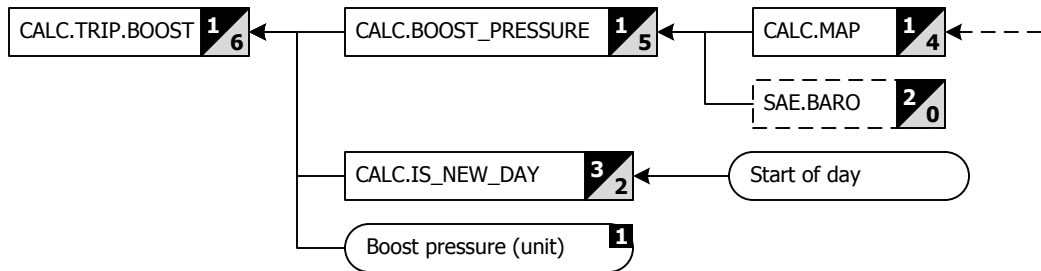 CALC.TRIP.BOOST 1 6 CALC.BOOST_PRESSURE 1 5 CALC.MAP 1 4
SAE.BARO 2 0
CALC.IS_NEW_DAY 3 2 Start of day
Boost pressure (unit) 1